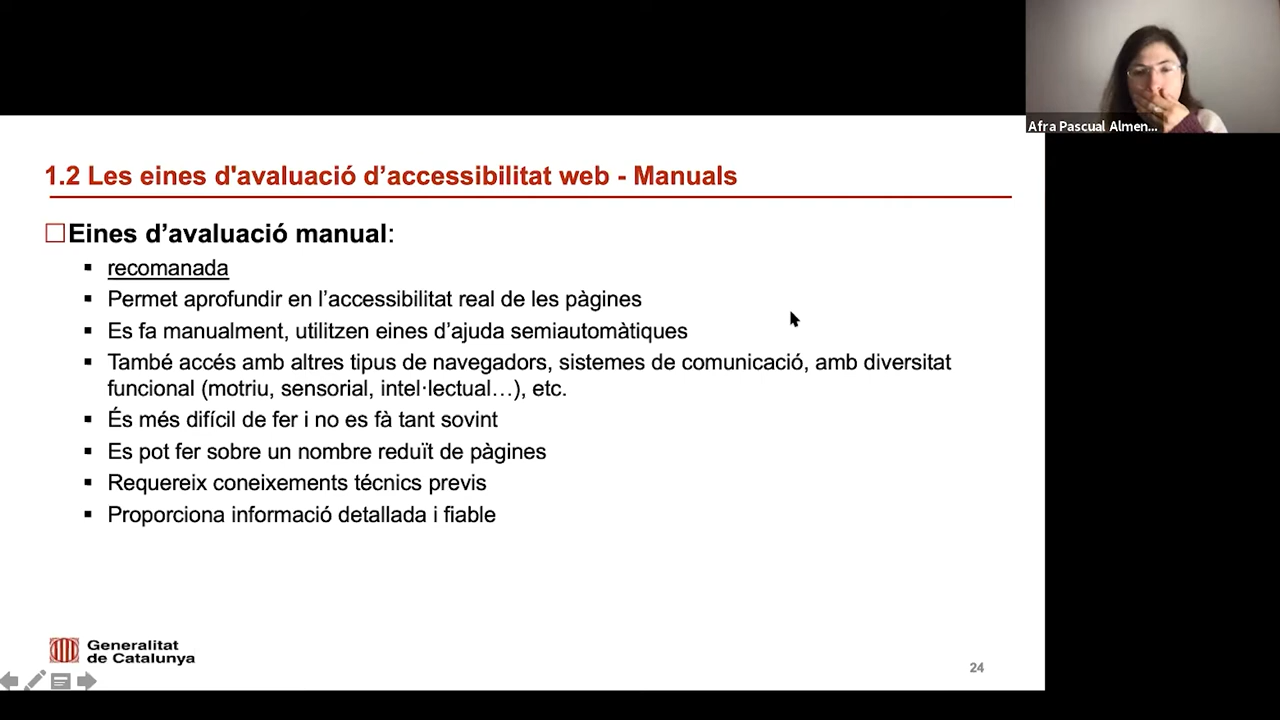 Afra Pascual Almen...
1.2 Les eines d'avaluació d’accessibilitat web - Manuals
Eines d’avaluació manual:
▪ recomanada
▪ Permet aprofundir en l’accessibilitat real de les pàgines
▪ Es fa manualment, utilitzen eines d’ajuda semiautomàtiques
▪ També accés amb altres tipus de navegadors, sistemes de comunicació, amb diversitat
funcional (motriu, sensorial, intel·lectual…), etc.
▪ És més difícil de fer i no es fà tant sovint
▪ Es pot fer sobre un nombre reduït de pàgines
▪ Requereix coneixements técnics previs
▪ Proporciona informació detallada i fiable
Generalitat
de Catalunya
24